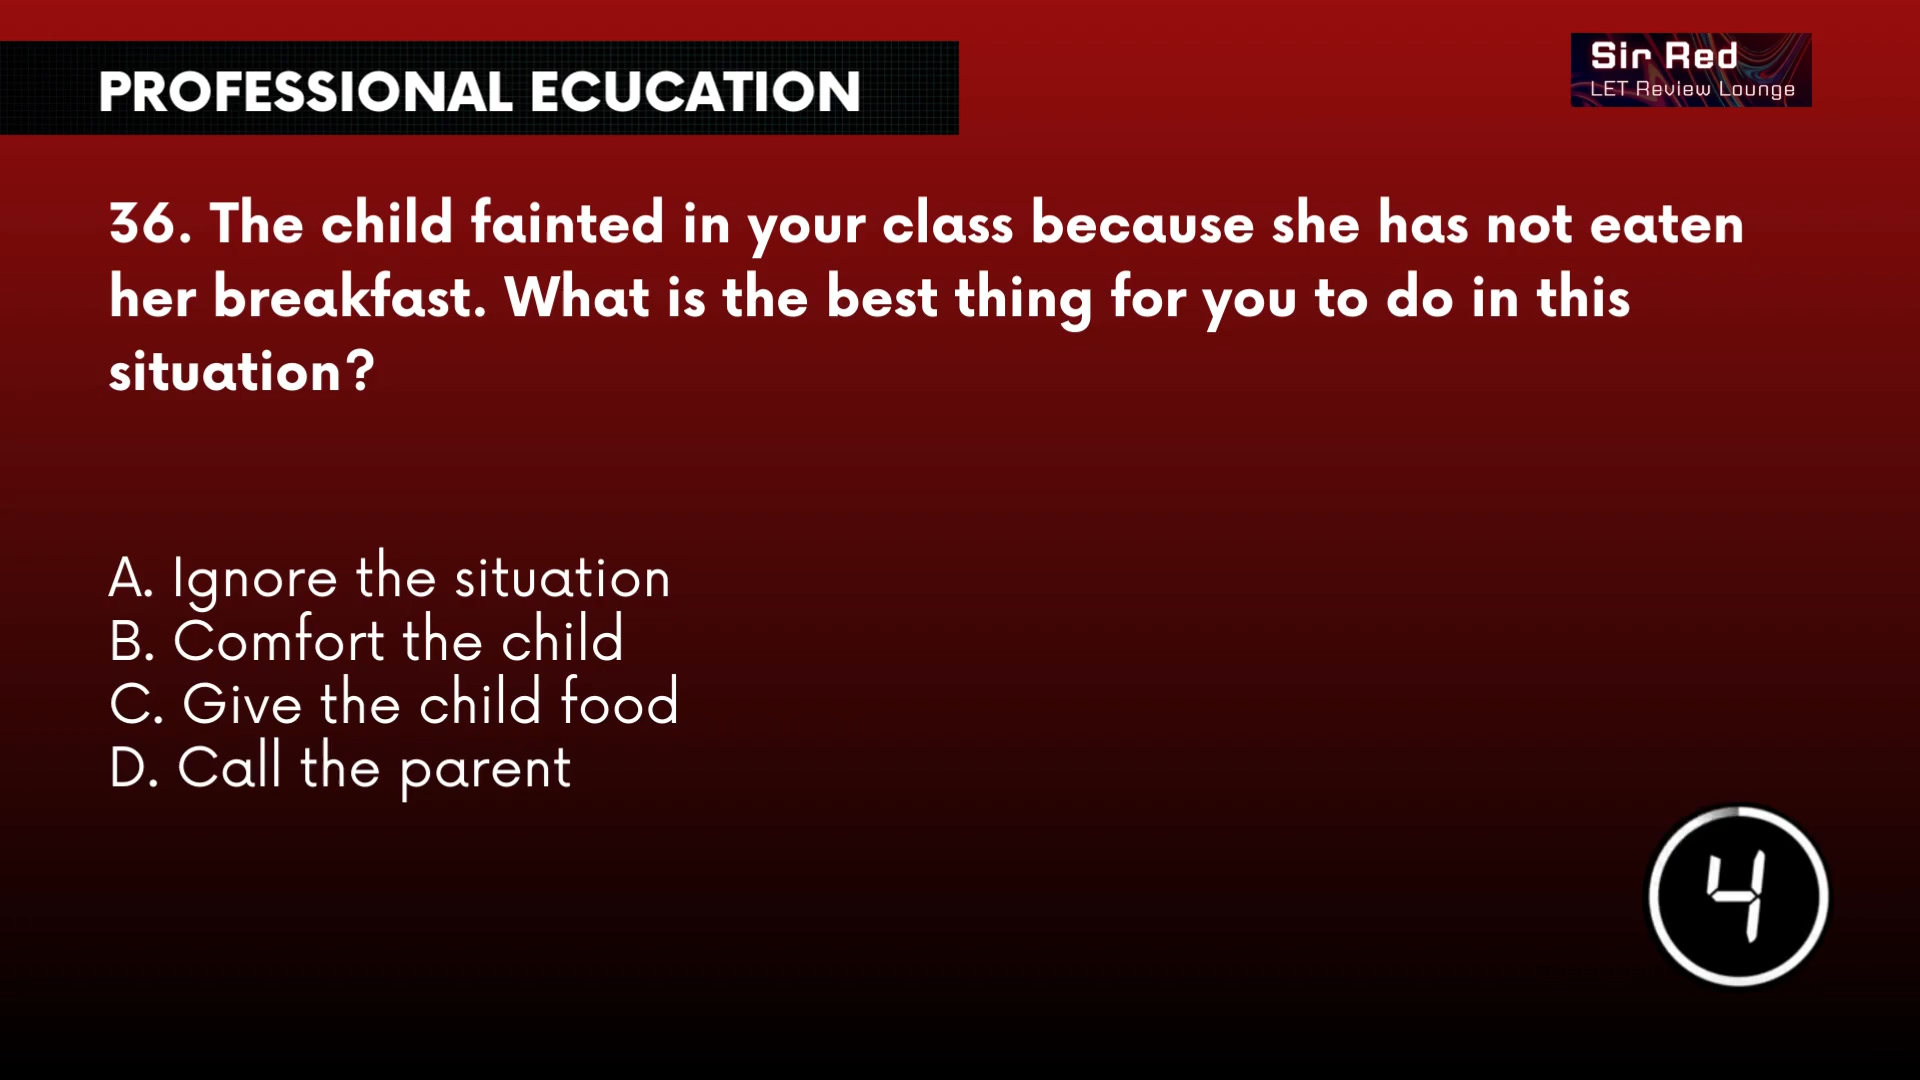 PROFESSIONAL ECUCATION
Sir Red
LET Review Lounge
36. The child fainted in your class because she has not eaten
her breakfast. What is the best thing for you to do in this
situation?
A. Ignore the situation
B. Comfort the child
C. Give the child food
D. Call the parent
4